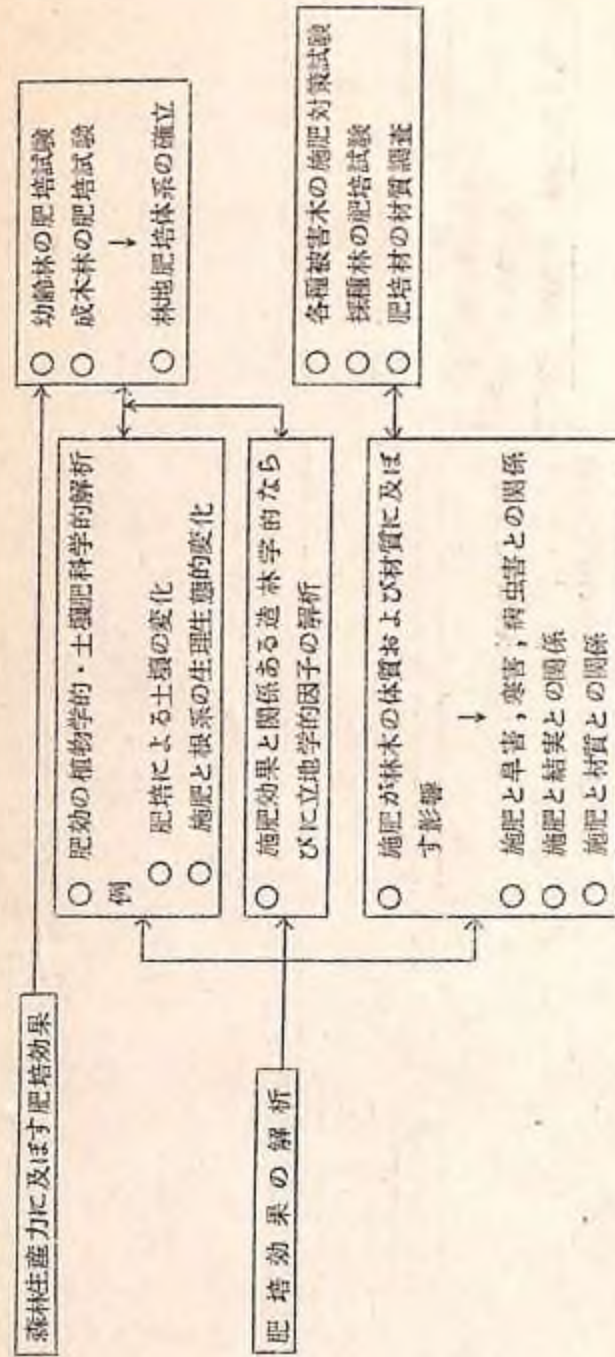 森林生産力に及ぼす肥培効果
肥培効果の解析
○ 肥効の植物学的・土壌肥科学的解析
例
○ 肥培による土壌の変化
○ 施肥と根系の生理生態的変化
○ 施肥効果と関係ある造林学的なら
びに立地学的因子の解析
○ 施肥が林木の体質および材質に及ぼ
す影響
↓
○ 施肥と旱害,寒害,病虫害との関係
○ 施肥と結実との関係
○ 施肥と材質との関係
○ 幼齢林の肥培試験
○ 成木林の肥培試験
↓
○ 林地肥培体系の確立
○ 各種被害木の施肥対策試験
○ 採種林の肥培試験
○ 肥培材の材質調査